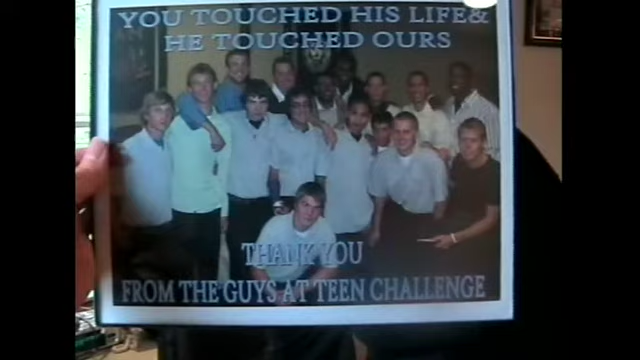 YOU TOUCHED HIS LIFE&
HE TOUCHED OURS
THANK YOU
FROM THE GUYS AT TEEN CHALLENGE